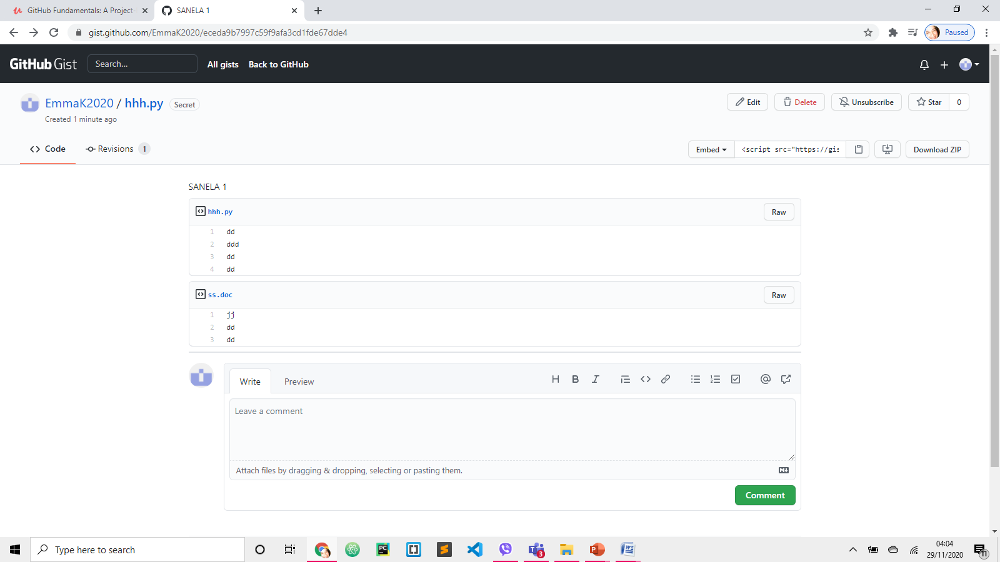 GitHub Fundamentals: A Project-
SANELA 1
gist.github.com/EmmaK2020/eceda9b7997c59f9afa3cd1fde67dde4
Paused
GitHub Gist
Search...
All gists
Back to GitHub
EmmaK2020 / hhh.py
Secret
Edit
Delete
Unsubscribe
Star
0
Created 1 minute ago
Code
Revisions 1
Embed
<script src="https://gis
Download ZIP
SANELA 1
hhh.py
Raw
1 dd
2 ddd
3 dd
4 dd
ss.doc
Raw
1 jj
2 dd
3 dd
Write
Preview
H B I
Leave a comment
Attach files by dragging & dropping, selecting or pasting them.
Comment
Type here to search
3
04:04
29/11/2020
11